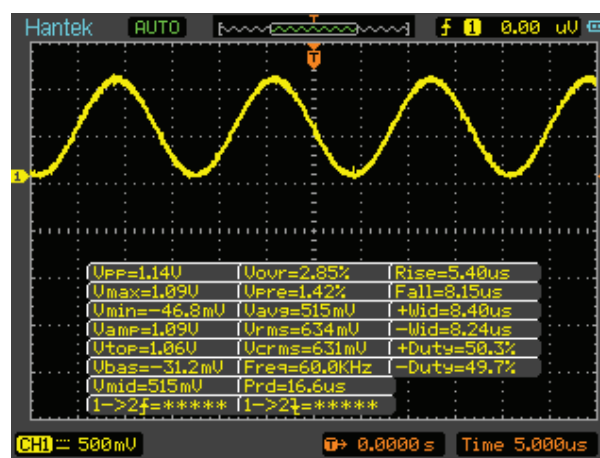 Hantek AUTO T f 1 0.00 uV
T
1
Vpp=1.14V Vovr=2.85% Rise=5.40us
Vmax=1.09V Vpre=1.42% Fall=8.15us
Vmin=-46.8mV Vavg=515mV +Wid=8.40us
Vamp=1.09V Vrms=634mV -Wid=8.24us
Vtop=1.06V Vcrms=631mV +Duty=50.3%
Vbas=-31.2mV Freq=60.0KHz -Duty=49.7%
Vmid=515mV Prd=16.6us
1->2f=***** 1->2t=*****
CH1 500mV T→ 0.0000 s Time 5.000us